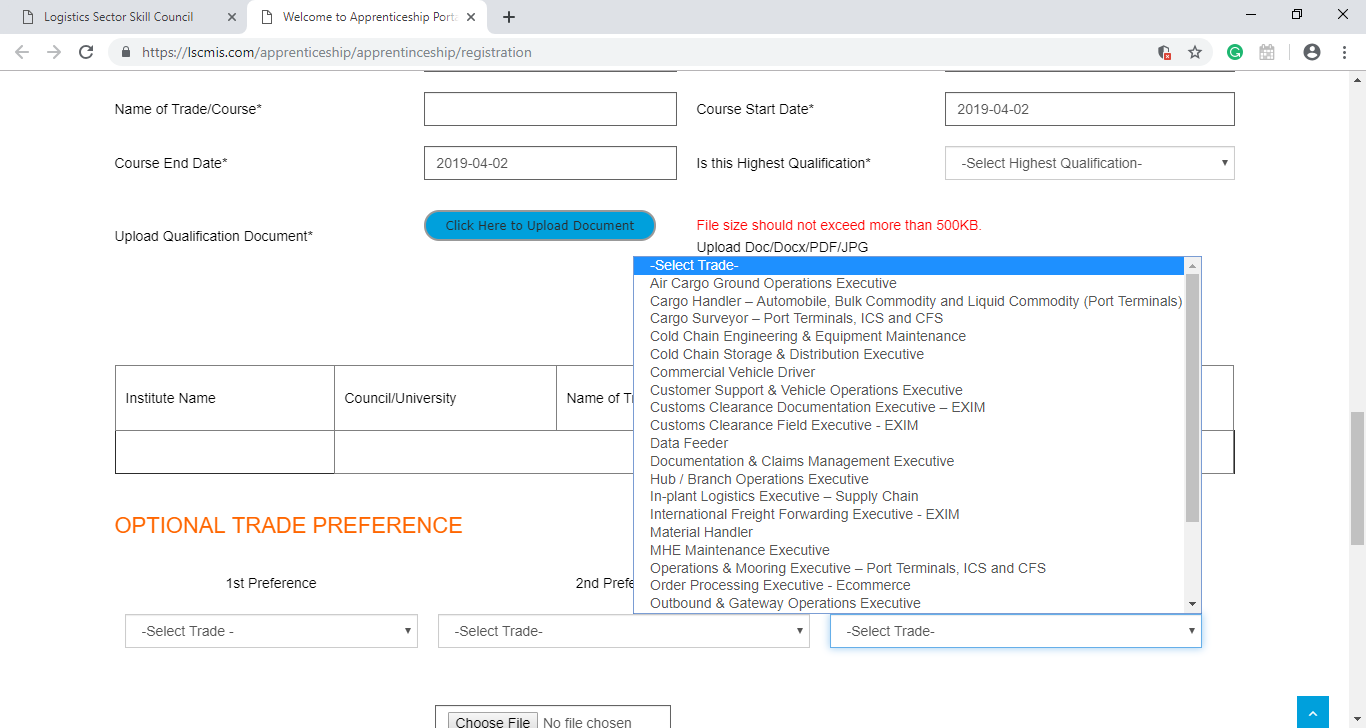 Logistics Sector Skill Council
Welcome to Apprenticeship Porta
https://lscmis.com/apprenticeship/apprentinceship/registration
Name of Trade/Course*
Course Start Date* 2019-04-02
Course End Date* 2019-04-02
Is this Highest Qualification* -Select Highest Qualification-
Upload Qualification Document* Click Here to Upload Document
File size should not exceed more than 500KB.
Upload Doc/Docx/PDF/JPG
-Select Trade-
Air Cargo Ground Operations Executive
Cargo Handler – Automobile, Bulk Commodity and Liquid Commodity (Port Terminals)
Cargo Surveyor – Port Terminals, ICS and CFS
Cold Chain Engineering & Equipment Maintenance
Cold Chain Storage & Distribution Executive
Commercial Vehicle Driver
Customer Support & Vehicle Operations Executive
Customs Clearance Documentation Executive – EXIM
Customs Clearance Field Executive - EXIM
Data Feeder
Documentation & Claims Management Executive
Hub / Branch Operations Executive
In-plant Logistics Executive – Supply Chain
International Freight Forwarding Executive - EXIM
Material Handler
MHE Maintenance Executive
Operations & Mooring Executive – Port Terminals, ICS and CFS
Order Processing Executive - Ecommerce
Outbound & Gateway Operations Executive
Institute Name Council/University Name of Tr
OPTIONAL TRADE PREFERENCE
1st Preference 2nd Prefe
-Select Trade - -Select Trade- -Select Trade-
Choose File No file chosen